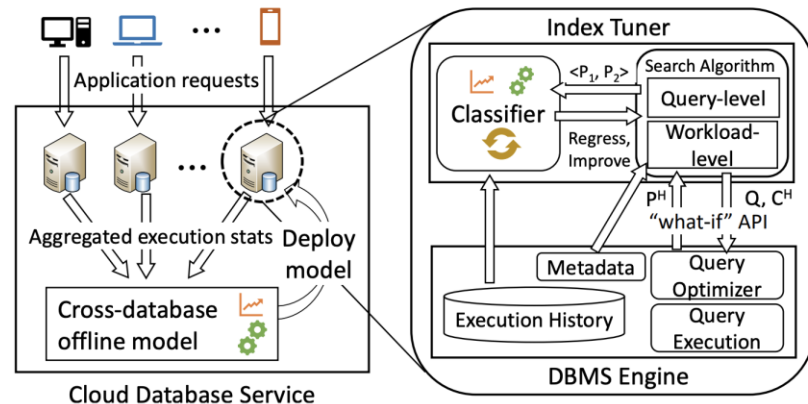 Application requests
...
...
Aggregated execution stats
Deploy
model
Cross-database
offline model
Cloud Database Service
Index Tuner
Classifier
<P₁, P₂>
Regress,
Improve
Search Algorithm
Query-level
Workload-
level
Pᴴ
Q, Cᴴ
“what-if” API
Metadata
Execution History
Query
Optimizer
Query
Execution
DBMS Engine